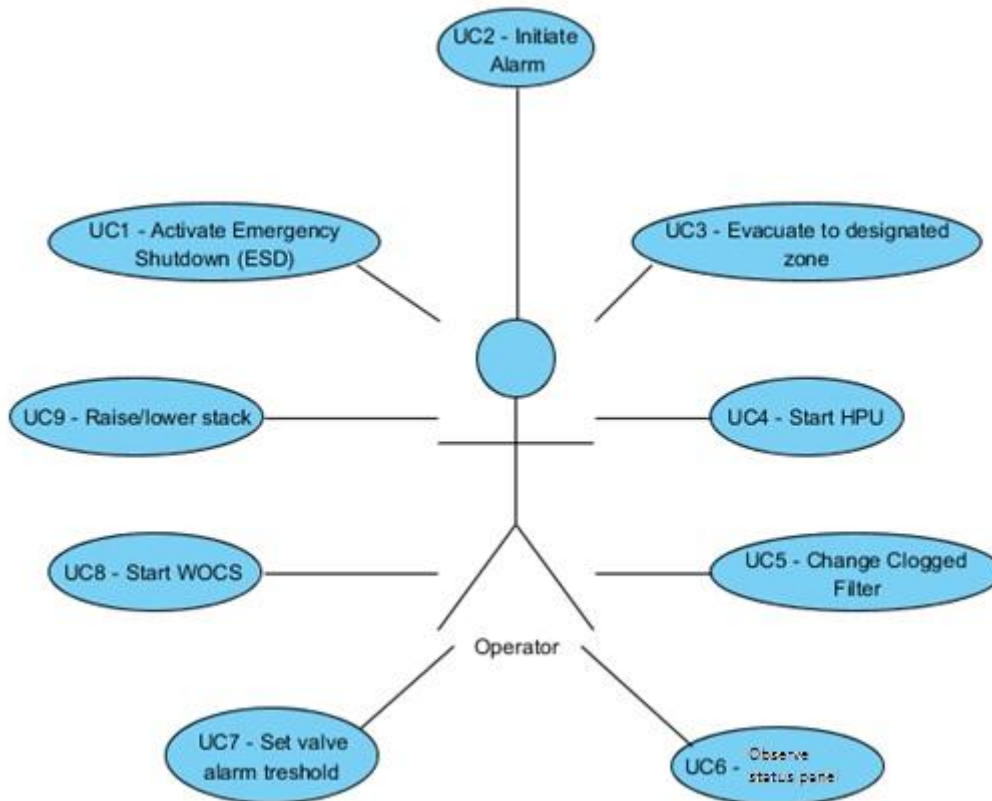 UC2 - Initiate
Alarm
UC1 - Activate Emergency
Shutdown (ESD)
UC3 - Evacuate to designated
zone
UC9 - Raise/lower stack
UC4 - Start HPU
UC8 - Start WOCS
UC5 - Change Clogged
Filter
Operator
UC7 - Set valve
alarm treshold
UC6 - Observe
status panel